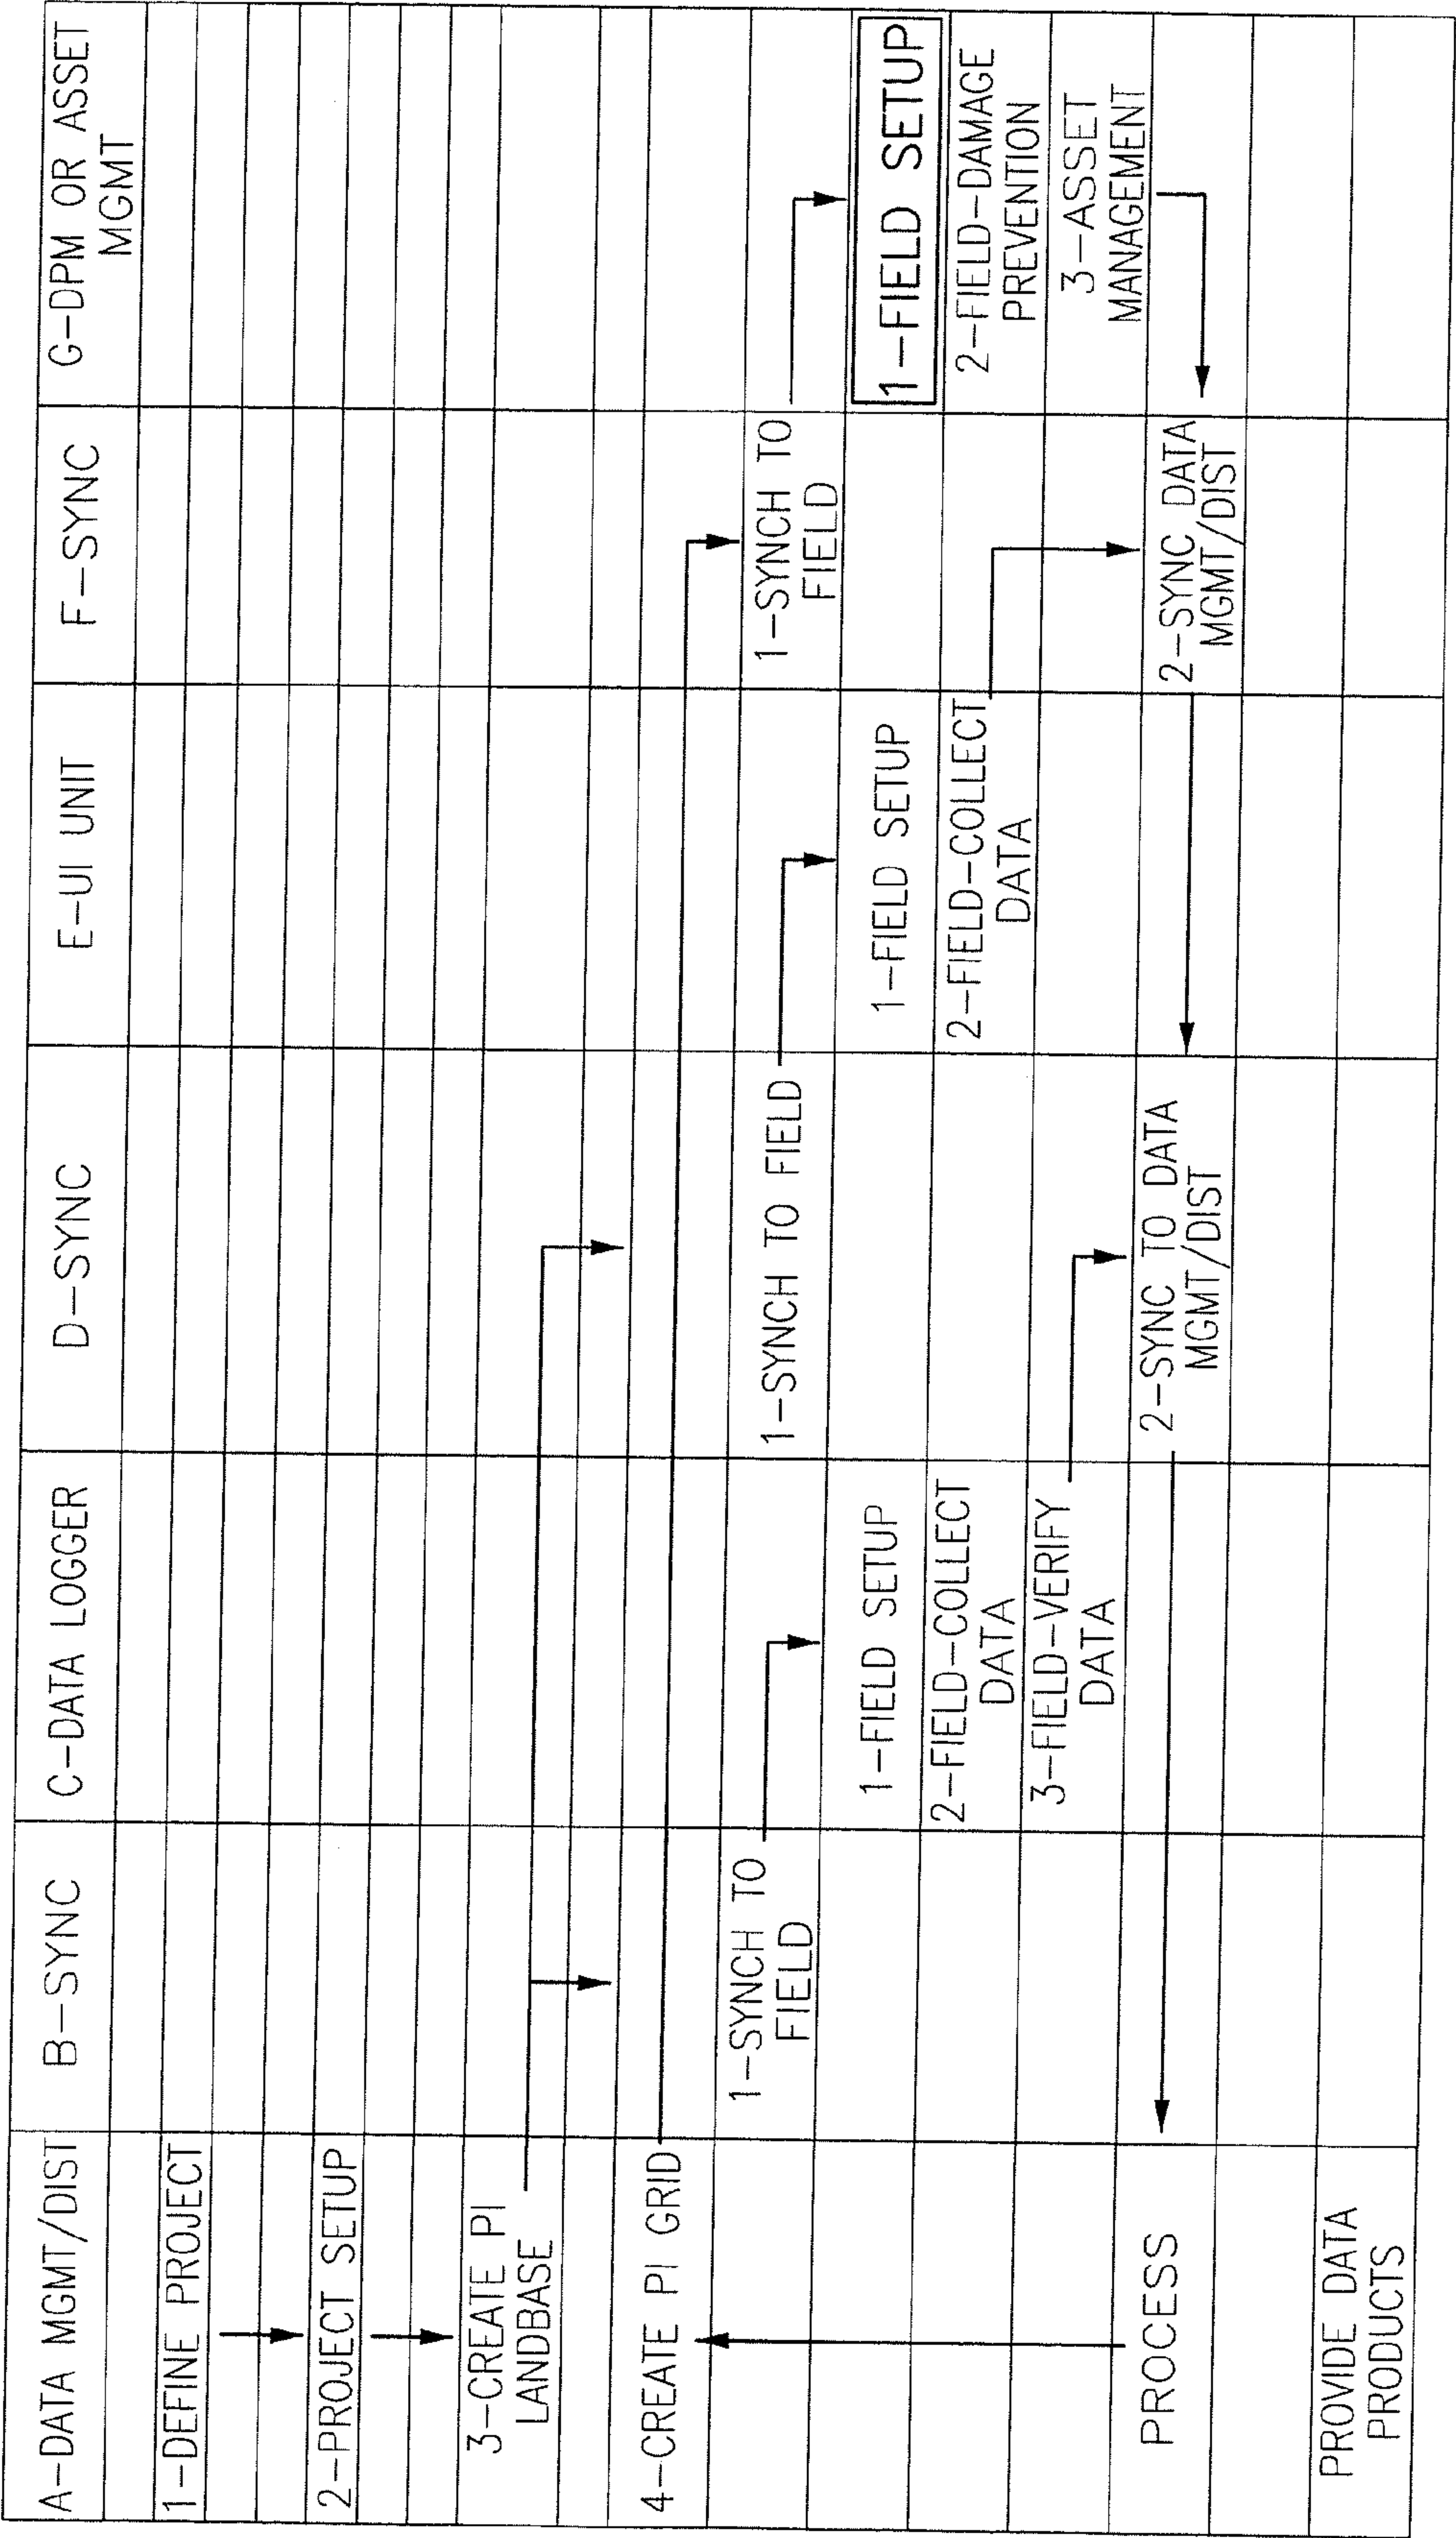 A-DATA MGMT/DIST
B-SYNC
C-DATA LOGGER
D-SYNC
E-UI UNIT
F-SYNC
G-DPM OR ASSET
MGMT
1-DEFINE PROJECT
2-PROJECT SETUP
3-CREATE PI
LANDBASE
4-CREATE PI GRID
1-SYNCH TO
FIELD
1-SYNCH TO FIELD
1-SYNCH TO
FIELD
1-FIELD SETUP
1-FIELD SETUP
1-FIELD SETUP
2-FIELD-COLLECT
DATA
2-FIELD-COLLECT
DATA
2-FIELD-DAMAGE
PREVENTION
3-FIELD-VERIFY
DATA
3-ASSET
MANAGEMENT
PROCESS
2-SYNC TO DATA
MGMT/DIST
2-SYNC DATA
MGMT/DIST
PROVIDE DATA
PRODUCTS